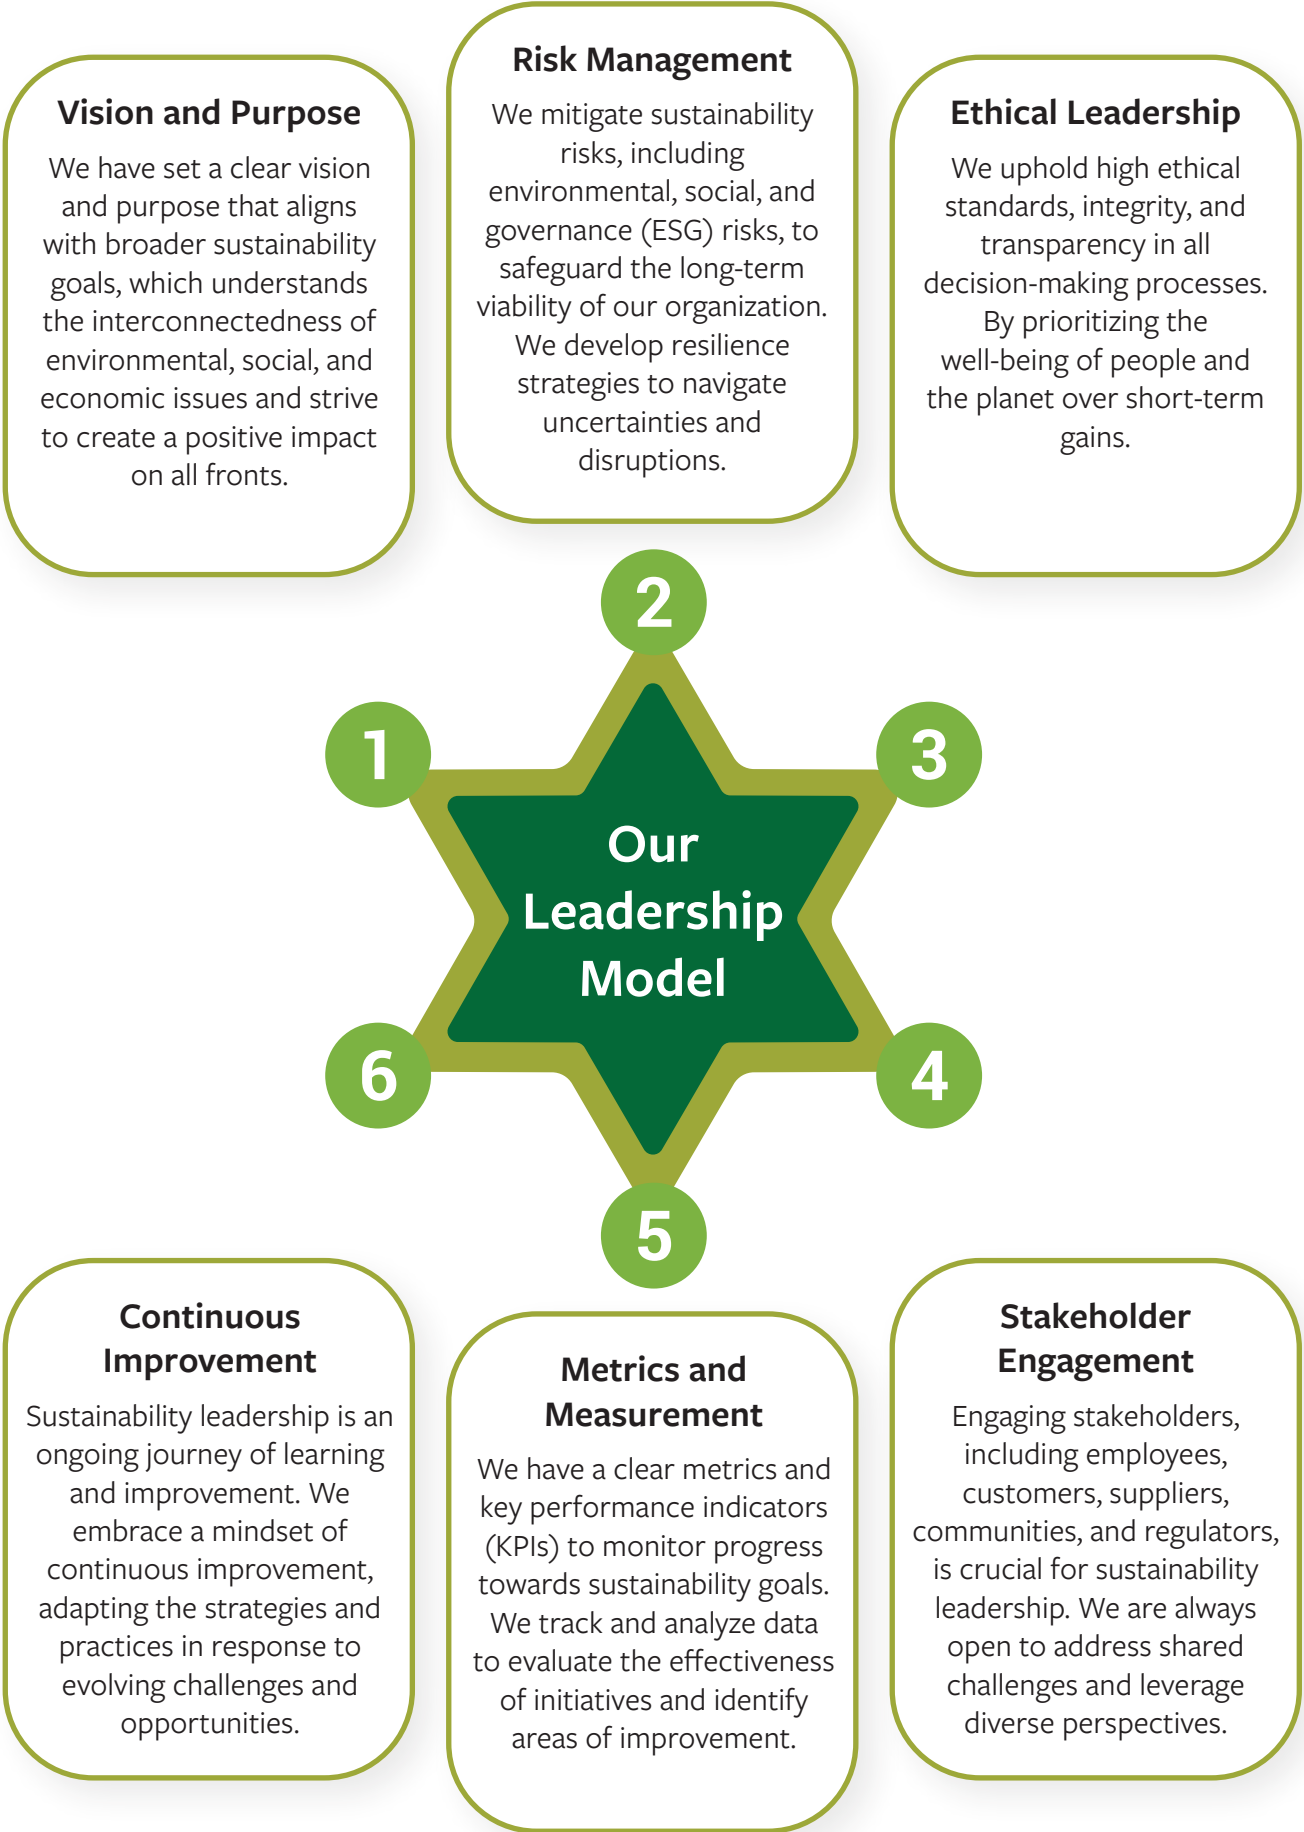 Vision and Purpose
We have set a clear vision
and purpose that aligns
with broader sustainability
goals, which understands
the interconnectedness of
environmental, social, and
economic issues and strive
to create a positive impact
on all fronts.
Risk Management
We mitigate sustainability
risks, including
environmental, social, and
governance (ESG) risks, to
safeguard the long-term
viability of our organization.
We develop resilience
strategies to navigate
uncertainties and
disruptions.
Ethical Leadership
We uphold high ethical
standards, integrity, and
transparency in all
decision-making processes.
By prioritizing the
well-being of people and
the planet over short-term
gains.
2
1
3
Our
Leadership
Model
6
4
5
Continuous
Improvement
Sustainability leadership is an
ongoing journey of learning
and improvement. We
embrace a mindset of
continuous improvement,
adapting the strategies and
practices in response to
evolving challenges and
opportunities.
Metrics and
Measurement
We have a clear metrics and
key performance indicators
(KPIs) to monitor progress
towards sustainability goals.
We track and analyze data
to evaluate the effectiveness
of initiatives and identify
areas of improvement.
Stakeholder
Engagement
Engaging stakeholders,
including employees,
customers, suppliers,
communities, and regulators,
is crucial for sustainability
leadership. We are always
open to address shared
challenges and leverage
diverse perspectives.